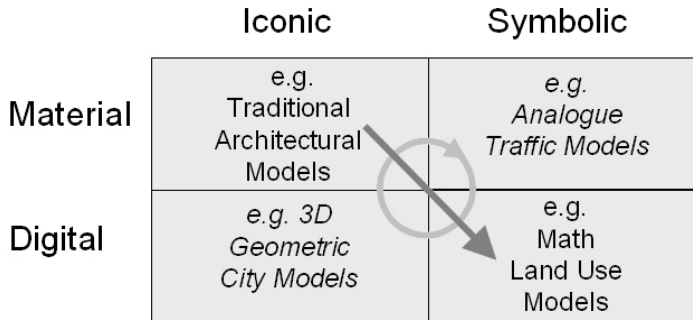 Iconic Symbolic
Material
e.g.
Traditional
Architectural
Models
e.g.
Analogue
Traffic Models
Digital
e.g. 3D
Geometric
City Models
e.g.
Math
Land Use
Models